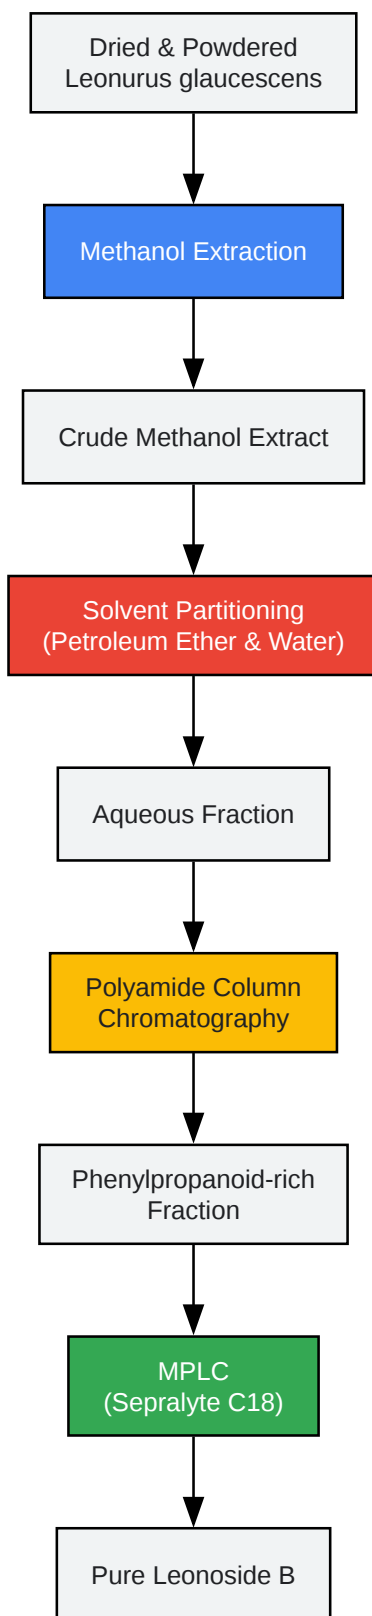 Dried & Powdered
Leonurus glaucescens
Methanol Extraction
Crude Methanol Extract
Solvent Partitioning
(Petroleum Ether & Water)
Aqueous Fraction
Polyamide Column
Chromatography
Phenylpropanoid-rich
Fraction
MPLC
(Sepralyte C18)
Pure Leonoside B